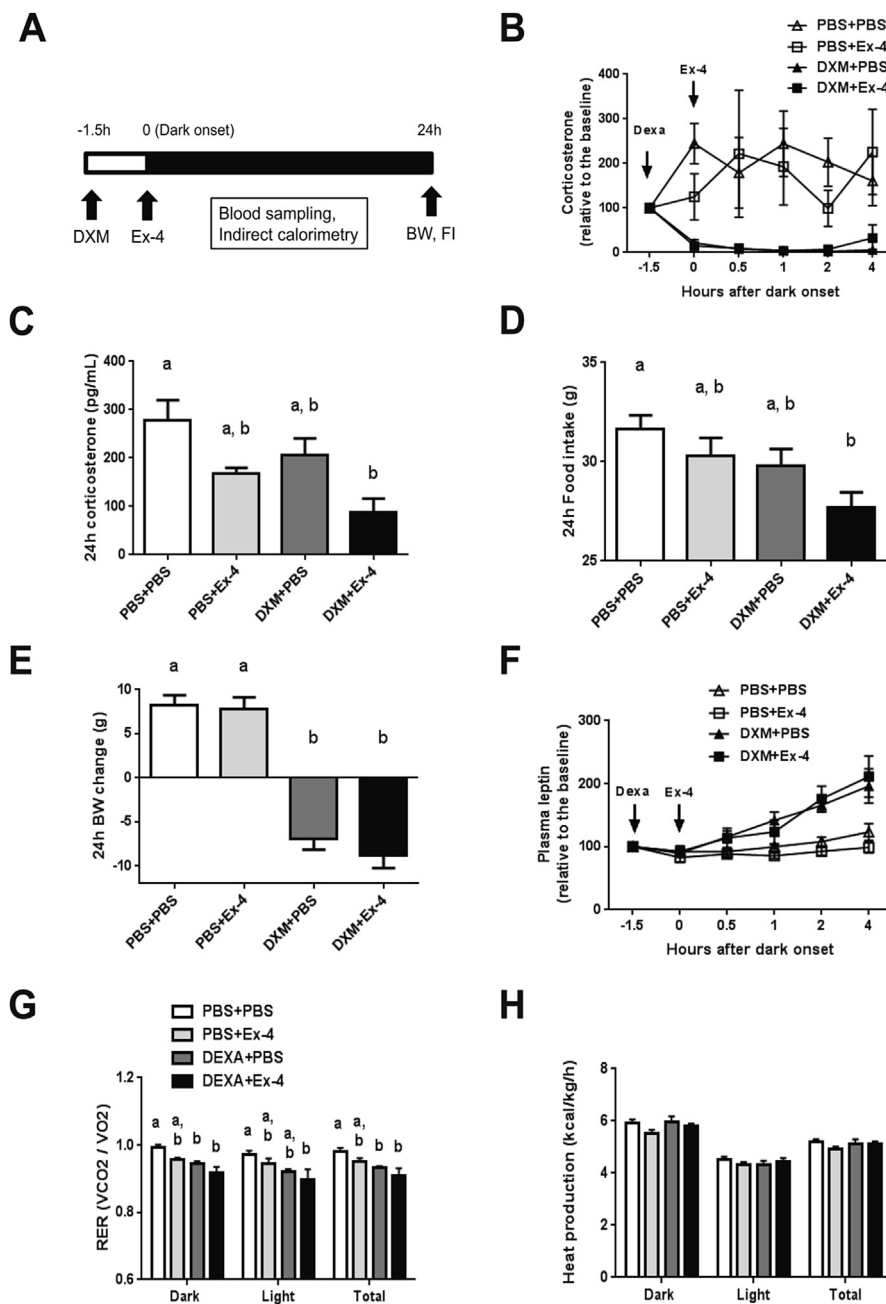 A
-1.5h 0 (Dark onset) 24h
DXM Ex-4 Blood sampling, Indirect calorimetry BW, FI
B
PBS+PBS
PBS+Ex-4
DXM+PBS
DXM+Ex-4
Ex-4
Dexa
Corticosterone
(relative to the baseline)
400
300
200
100
0
-1.5 0 0.5 1 2 4
Hours after dark onset
C
24h corticosterone (pg/mL)
400
300
200
100
0
a
a, b
a, b
b
PBS+PBS
PBS+Ex-4
DXM+PBS
DXM+Ex-4
D
24h Food intake (g)
35
30
25
a
a, b
a, b
b
PBS+PBS
PBS+Ex-4
DXM+PBS
DXM+Ex-4
E
24h BW change (g)
10
5
0
-5
-10
a
a
b
b
PBS+PBS
PBS+Ex-4
DXM+PBS
DXM+Ex-4
F
PBS+PBS
PBS+Ex-4
DXM+PBS
DXM+Ex-4
Dexa Ex-4
Plasma leptin
(relative to the baseline)
300
200
100
0
-1.5 0 0.5 1 2 4
Hours after dark onset
G
PBS+PBS
PBS+Ex-4
DEXA+PBS
DEXA+Ex-4
RER (VCO2 / VO2)
1.2
1.0
0.8
0.6
a a, b b b
a a, b a, b b
a a, b b b
Dark Light Total
H
Heat production (kcal/kg/h)
8
6
4
2
0
Dark Light Total